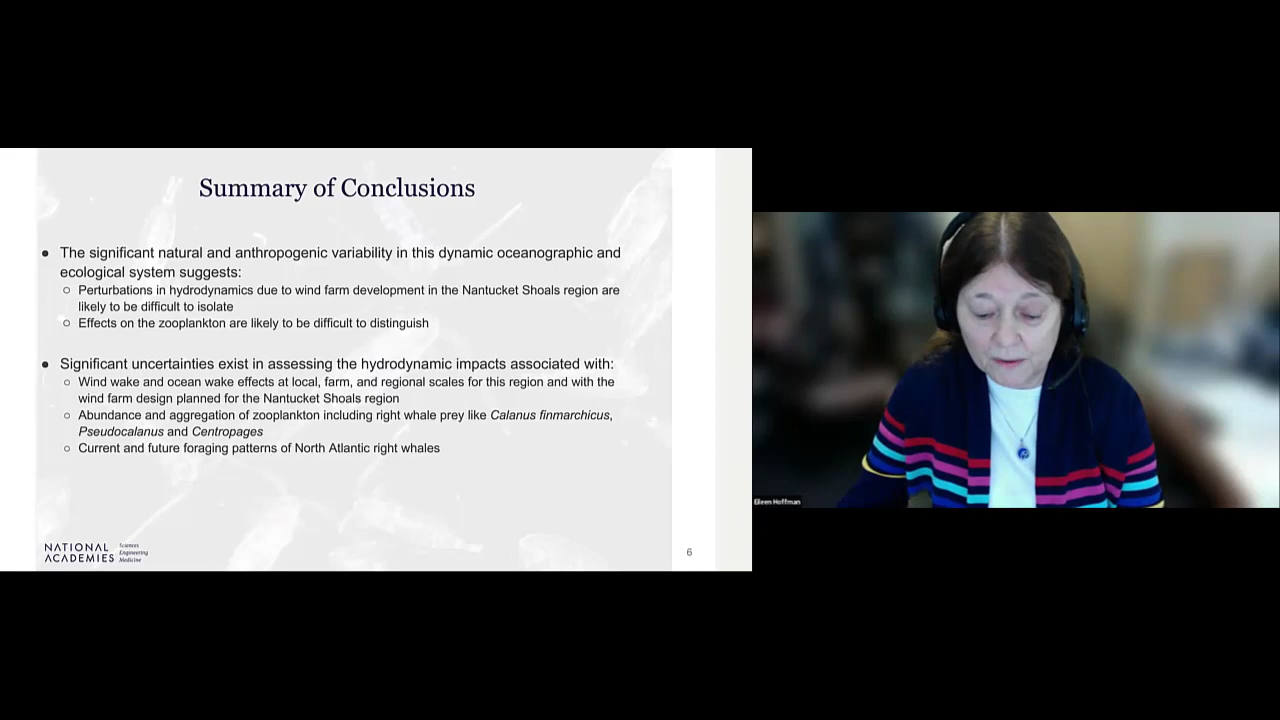 Summary of Conclusions
● The significant natural and anthropogenic variability in this dynamic oceanographic and
ecological system suggests:
○ Perturbations in hydrodynamics due to wind farm development in the Nantucket Shoals region are
likely to be difficult to isolate
○ Effects on the zooplankton are likely to be difficult to distinguish
● Significant uncertainties exist in assessing the hydrodynamic impacts associated with:
○ Wind wake and ocean wake effects at local, farm, and regional scales for this region and with the
wind farm design planned for the Nantucket Shoals region
○ Abundance and aggregation of zooplankton including right whale prey like Calanus finmarchicus,
Pseudocalanus and Centropages
○ Current and future foraging patterns of North Atlantic right whales
NATIONAL
ACADEMIES
Sciences
Engineering
Medicine
6
Eileen Hoffman